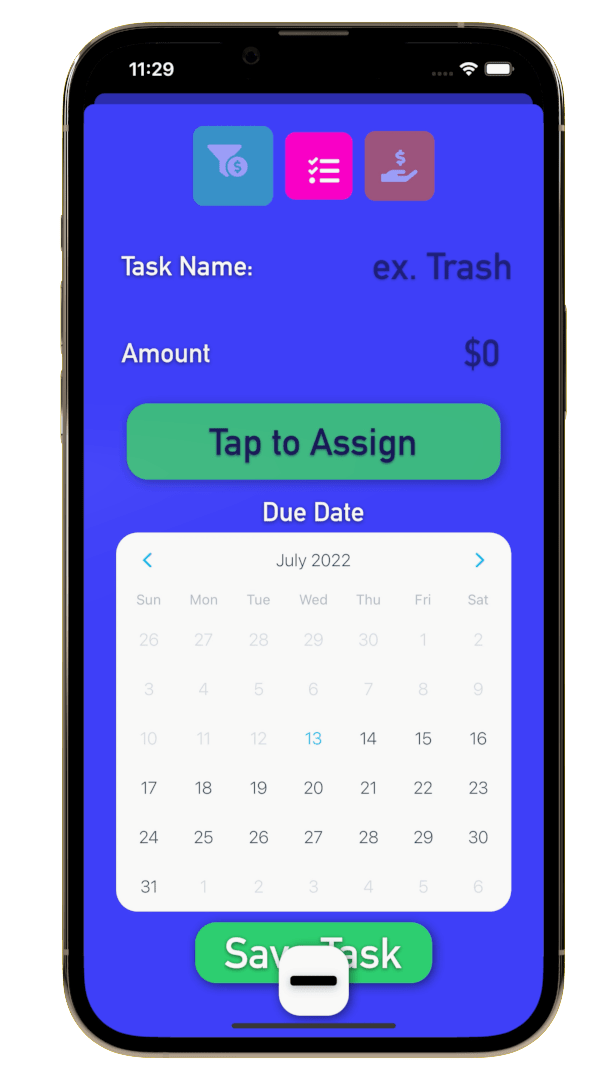 11:29
$
$
Task Name: ex. Trash
Amount $0
Tap to Assign
Due Date
July 2022
Sun Mon Tue Wed Thu Fri Sat
26 27 28 29 30 1 2
3 4 5 6 7 8 9
10 11 12 13 14 15 16
17 18 19 20 21 22 23
24 25 26 27 28 29 30
31 1 2 3 4 5 6
Save Task